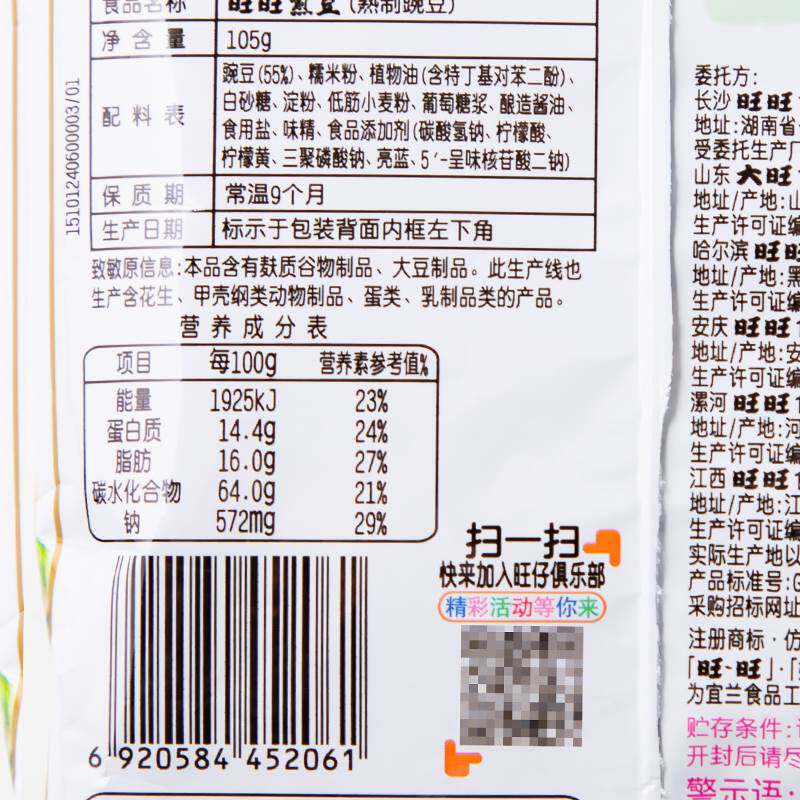 食品名称 旺旺煎豆(熟制豌豆)
净含量 105g
配料表
豌豆(55%)、糯米粉、植物油(含特丁基对苯二酚)、
白砂糖、淀粉、低筋小麦粉、葡萄糖浆、酿造酱油、
食用盐、味精、食品添加剂(碳酸氢钠、柠檬酸、
柠檬黄、三聚磷酸钠、亮蓝、5′-呈味核苷酸二钠)
保质期 常温9个月
生产日期 标示于包装背面内框左下角
致敏原信息:本品含有麸质谷物制品、大豆制品。此生产线也
生产含花生、甲壳纲类动物制品、蛋类、乳制品类的产品。
营养成分表
项目 每100g 营养素参考值%
能量 1925kJ 23%
蛋白质 14.4g 24%
脂肪 16.0g 27%
碳水化合物 64.0g 21%
钠 572mg 29%
扫一扫
快来加入旺仔俱乐部
精彩活动等你来
6 920584 452061
15101240600003/01
委托方:
长沙旺旺
地址:湖南省
受委托生产厂
山东大旺
地址/产地:山
生产许可证编
哈尔滨旺旺
地址/产地:黑
生产许可证编
安庆旺旺
地址/产地:安
生产许可证编
漯河旺旺
地址/产地:河
生产许可证编
江西旺旺
地址/产地:江
生产许可证编
实际生产地以
产品标准号:G
采购招标网址
注册商标·仿
「旺-旺」·「
为宜兰食品工
贮存条件:
开封后请尽
警示语·